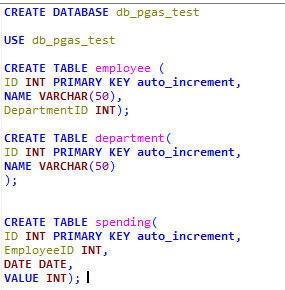 CREATE DATABASE db_pgas_test
USE db_pgas_test
CREATE TABLE employee (
ID INT PRIMARY KEY auto_increment,
NAME VARCHAR(50),
DepartmentID INT);
CREATE TABLE department(
ID INT PRIMARY KEY auto_increment,
NAME VARCHAR(50)
);
CREATE TABLE spending(
ID INT PRIMARY KEY auto_increment,
EmployeeID INT,
DATE DATE,
VALUE INT);